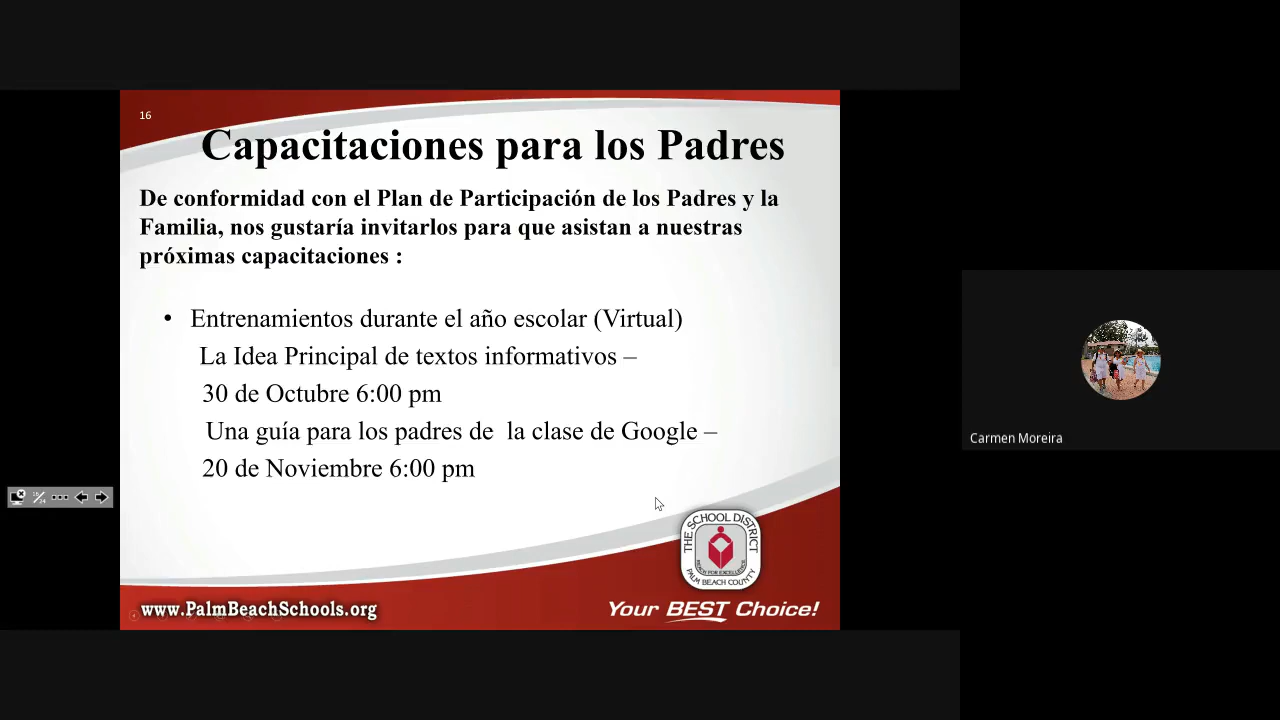 16
Capacitaciones para los Padres
De conformidad con el Plan de Participación de los Padres y la
Familia, nos gustaría invitarlos para que asistan a nuestras
próximas capacitaciones :
• Entrenamientos durante el año escolar (Virtual)
La Idea Principal de textos informativos –
30 de Octubre 6:00 pm
Una guía para los padres de la clase de Google –
20 de Noviembre 6:00 pm
Carmen Moreira
THE SCHOOL DISTRICT
PALM BEACH COUNTY
www.PalmBeachSchools.org
Your BEST Choice!